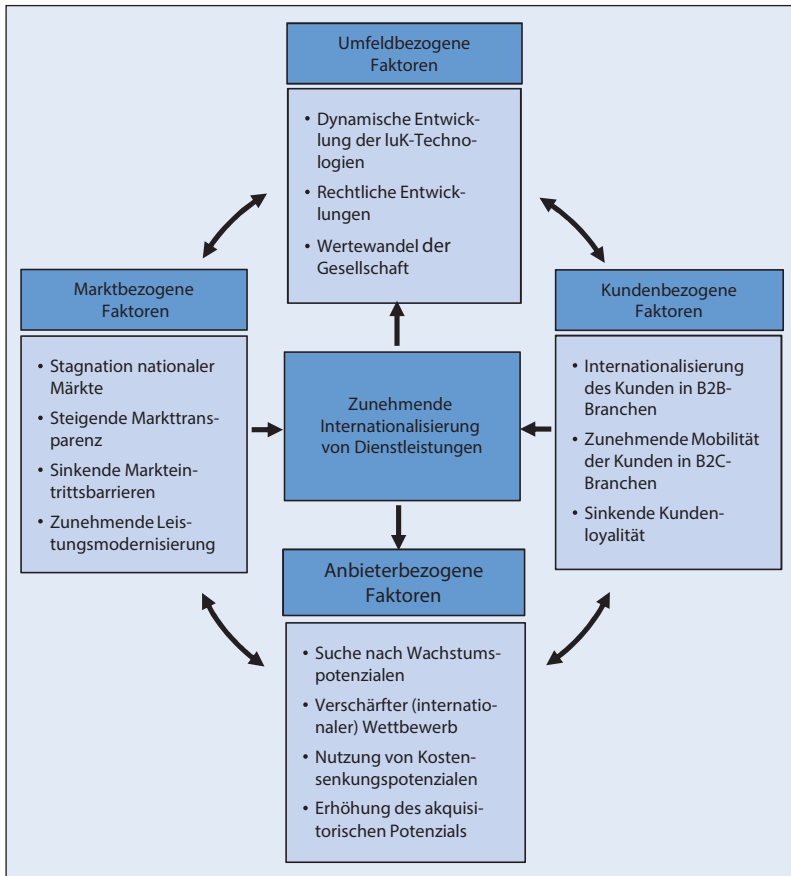 Umfeldbezogene
Faktoren
• Dynamische Entwick-
lung der IuK-Techno-
logien
• Rechtliche Entwick-
lungen
• Wertewandel der
Gesellschaft
Marktbezogene
Faktoren
• Stagnation nationaler
Märkte
• Steigende Markttrans-
parenz
• Sinkende Marktein-
trittsbarrieren
• Zunehmende Leis-
tungsmodernisierung
Zunehmende
Internationalisierung
von Dienstleistungen
Kundenbezogene
Faktoren
• Internationalisierung
des Kunden in B2B-
Branchen
• Zunehmende Mobilität
der Kunden in B2C-
Branchen
• Sinkende Kunden-
loyalität
Anbieterbezogene
Faktoren
• Suche nach Wachstums-
potenzialen
• Verschärfter (internatio-
naler) Wettbewerb
• Nutzung von Kosten-
senkungspotenzialen
• Erhöhung des akquisi-
torischen Potenzials